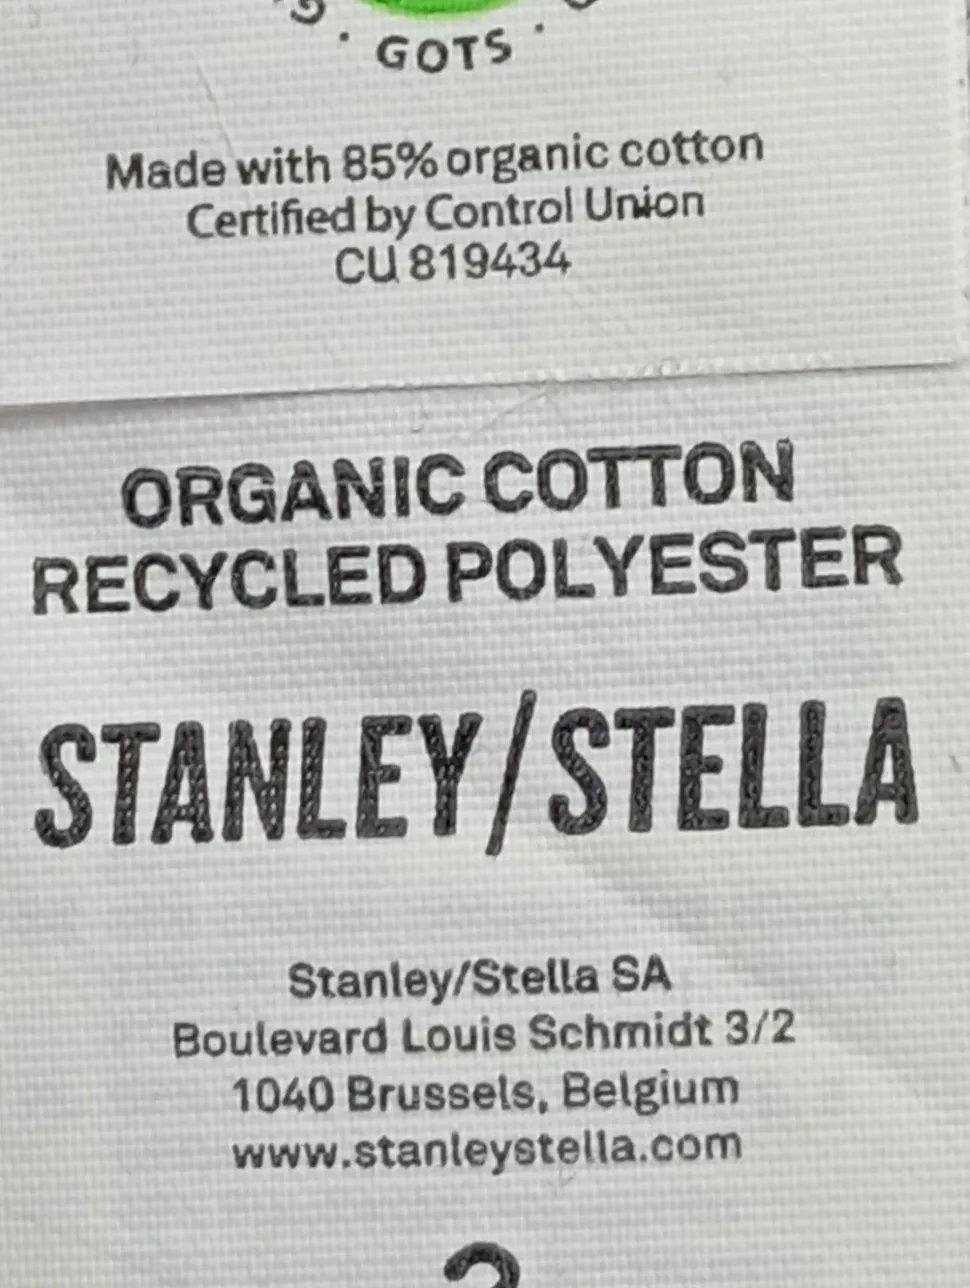 GOTS
Made with 85% organic cotton
Certified by Control Union
CU 819434
ORGANIC COTTON
RECYCLED POLYESTER
STANLEY/STELLA
Stanley/Stella SA
Boulevard Louis Schmidt 3/2
1040 Brussels, Belgium
www.stanleystella.com